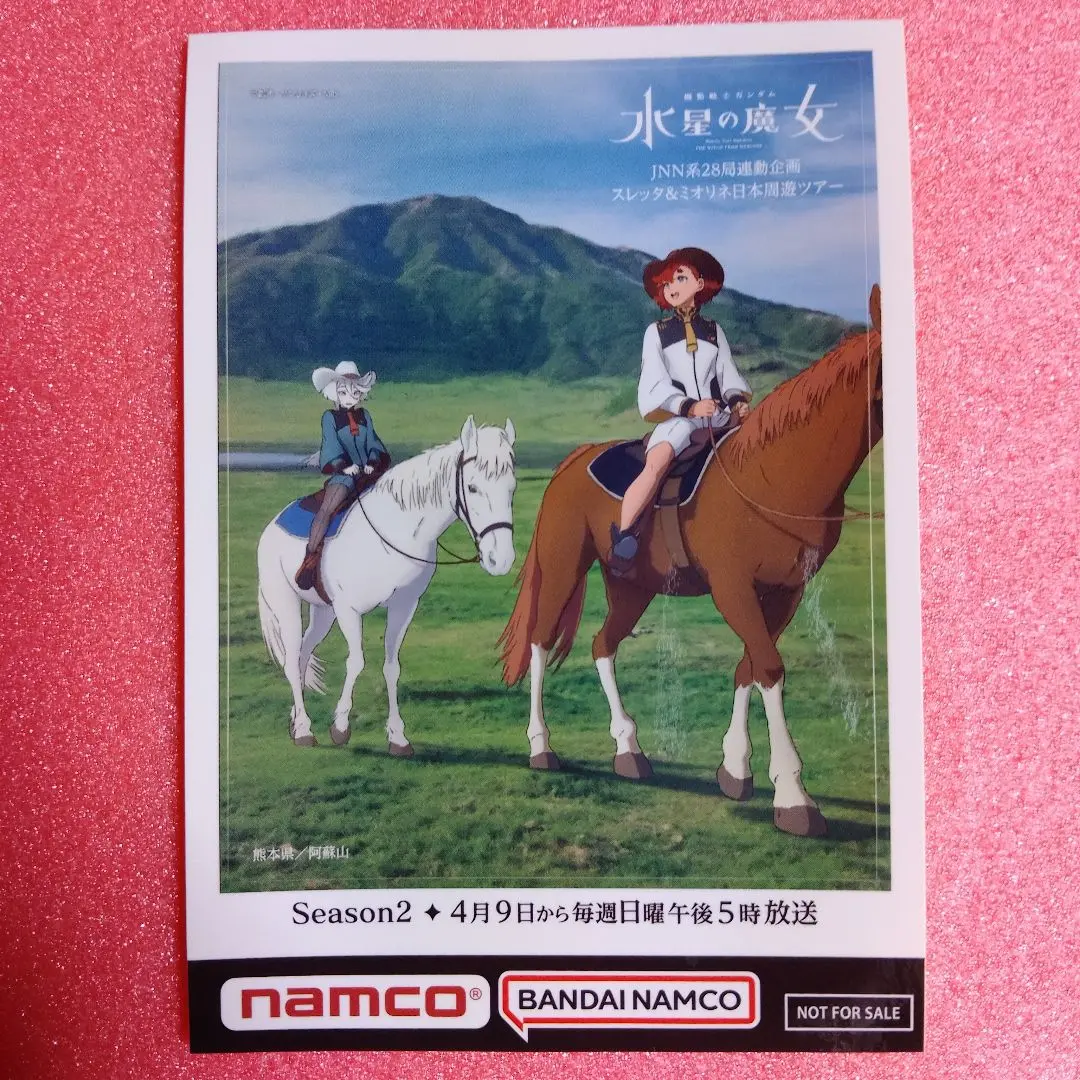 機動戦士ガンダム
水星の魔女
JNN系28局連動企画
スレッタ&ミオリネ日本周遊ツアー
熊本県/阿蘇山
Season2 ✦ 4月9日から毎週日曜午後5時放送
namco®
BANDAI NAMCO
NOT FOR SALE